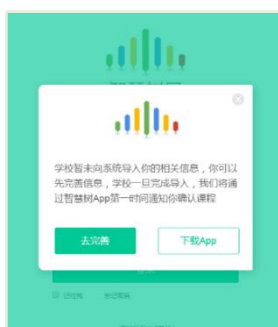 学校暂未向系统导入你的相关信息，你可以
先完善信息，学校一旦完成导入，我们将通
过智慧树App第一时间通知你确认课程
去完善
下载App